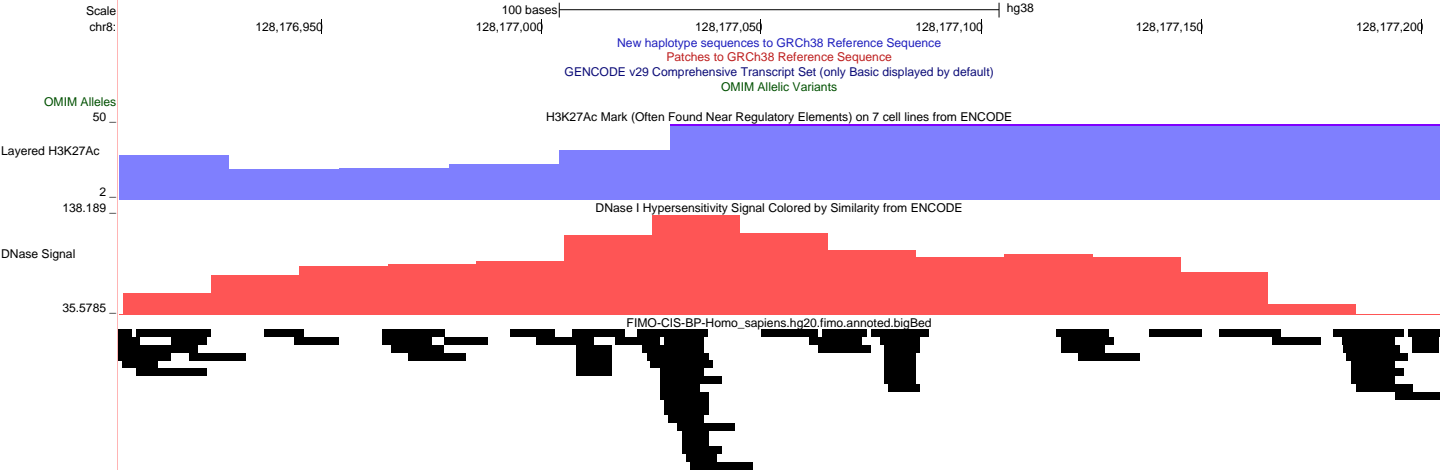 Scale 100 bases hg38
chr8: 128,176,950 128,177,000 128,177,050 128,177,100 128,177,150 128,177,200
New haplotype sequences to GRCh38 Reference Sequence
Patches to GRCh38 Reference Sequence
GENCODE v29 Comprehensive Transcript Set (only Basic displayed by default)
OMIM Allelic Variants
OMIM Alleles
50 _ H3K27Ac Mark (Often Found Near Regulatory Elements) on 7 cell lines from ENCODE
Layered H3K27Ac
2 _
138.189 _ DNase I Hypersensitivity Signal Colored by Similarity from ENCODE
DNase Signal
35.5785 _
FIMO-CIS-BP-Homo_sapiens.hg20.fimo.annoted.bigBed